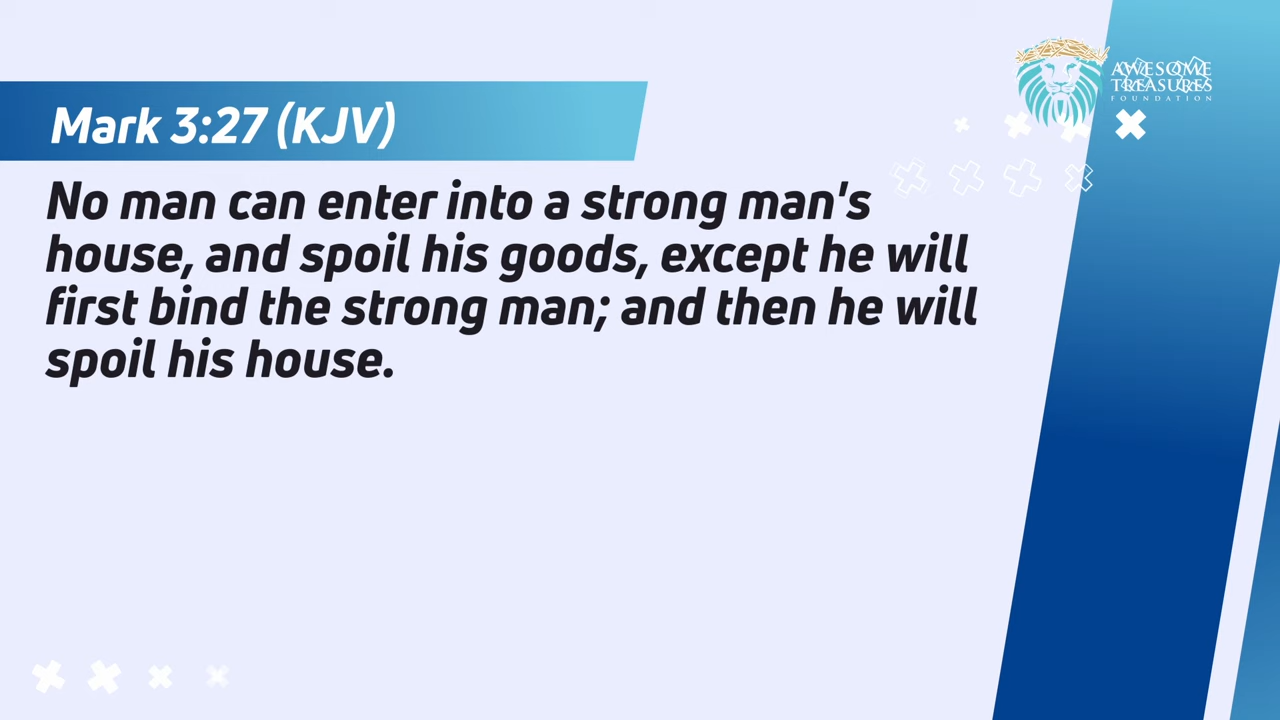 AWESOME
TREASURES
FOUNDATION
Mark 3:27 (KJV)
No man can enter into a strong man's
house, and spoil his goods, except he will
first bind the strong man; and then he will
spoil his house.